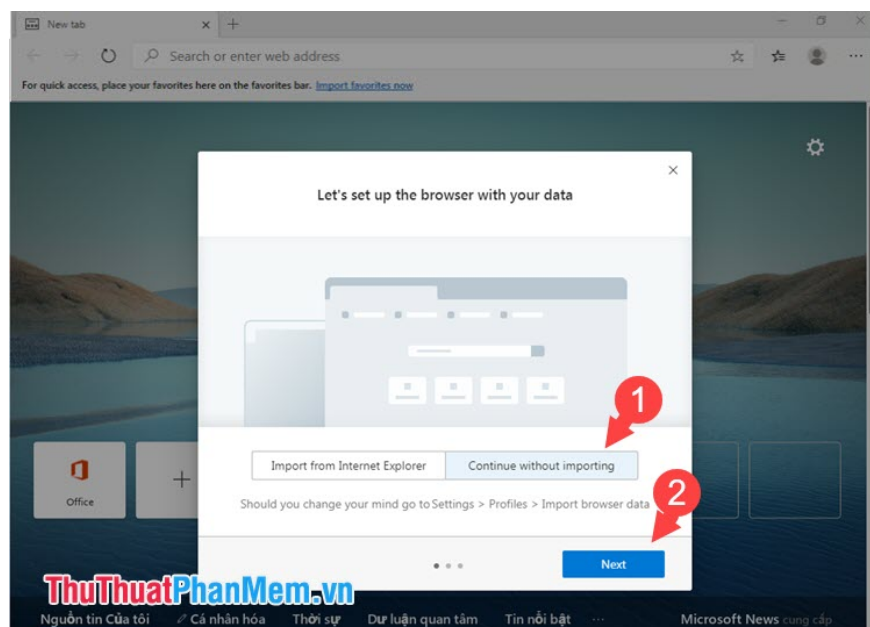 New tab
Search or enter web address
For quick access, place your favorites here on the favorites bar. Import favorites now
Let's set up the browser with your data
1
Import from Internet Explorer Continue without importing
Should you change your mind go to Settings > Profiles > Import browser data
2
Office
Next
ThuThuatPhanMem.vn
Nguồn tin Của tôi Cá nhân hóa Thời sự Dư luận quan tâm Tin nổi bật ... Microsoft News cung cấp